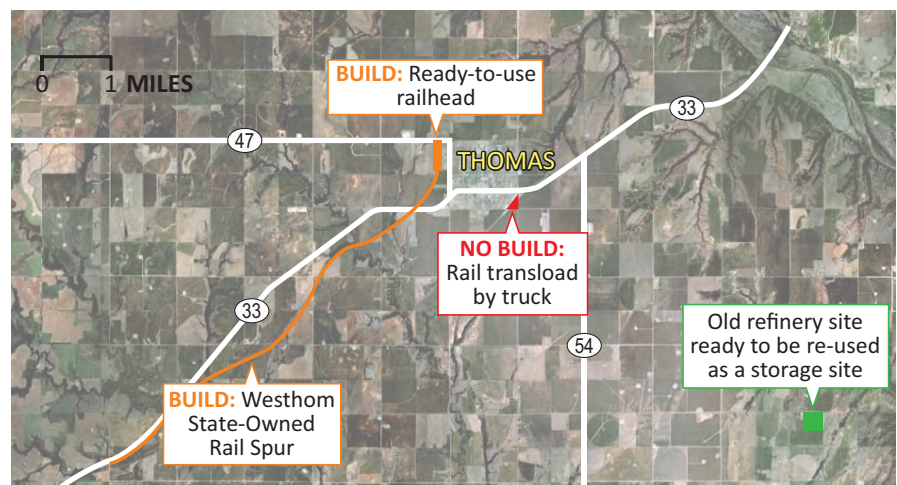 0 1 MILES
BUILD: Ready-to-use
railhead
47
33
THOMAS
NO BUILD:
Rail transload
by truck
33
54
Old refinery site
ready to be re-used
as a storage site
BUILD: Westhom
State-Owned
Rail Spur